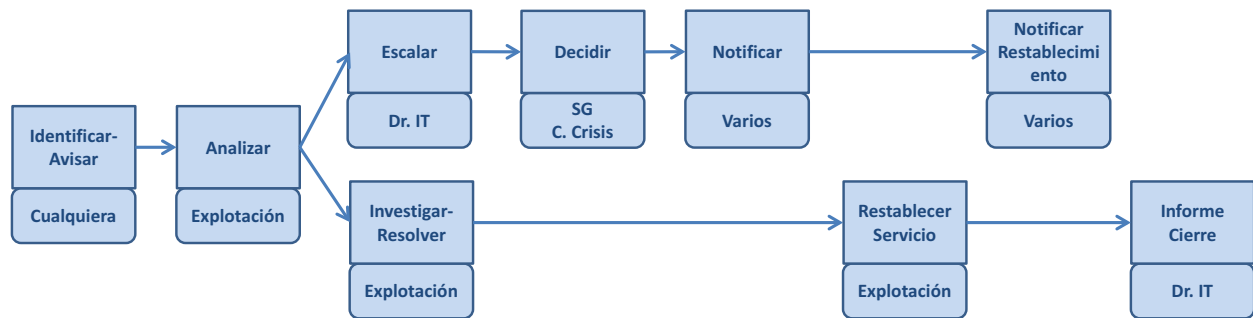 Identificar-
Avisar
Cualquiera
Analizar
Explotación
Escalar
Dr. IT
Decidir
SG
C. Crisis
Notificar
Varios
Notificar
Restablecimi
ento
Varios
Investigar-
Resolver
Explotación
Restablecer
Servicio
Explotación
Informe
Cierre
Dr. IT